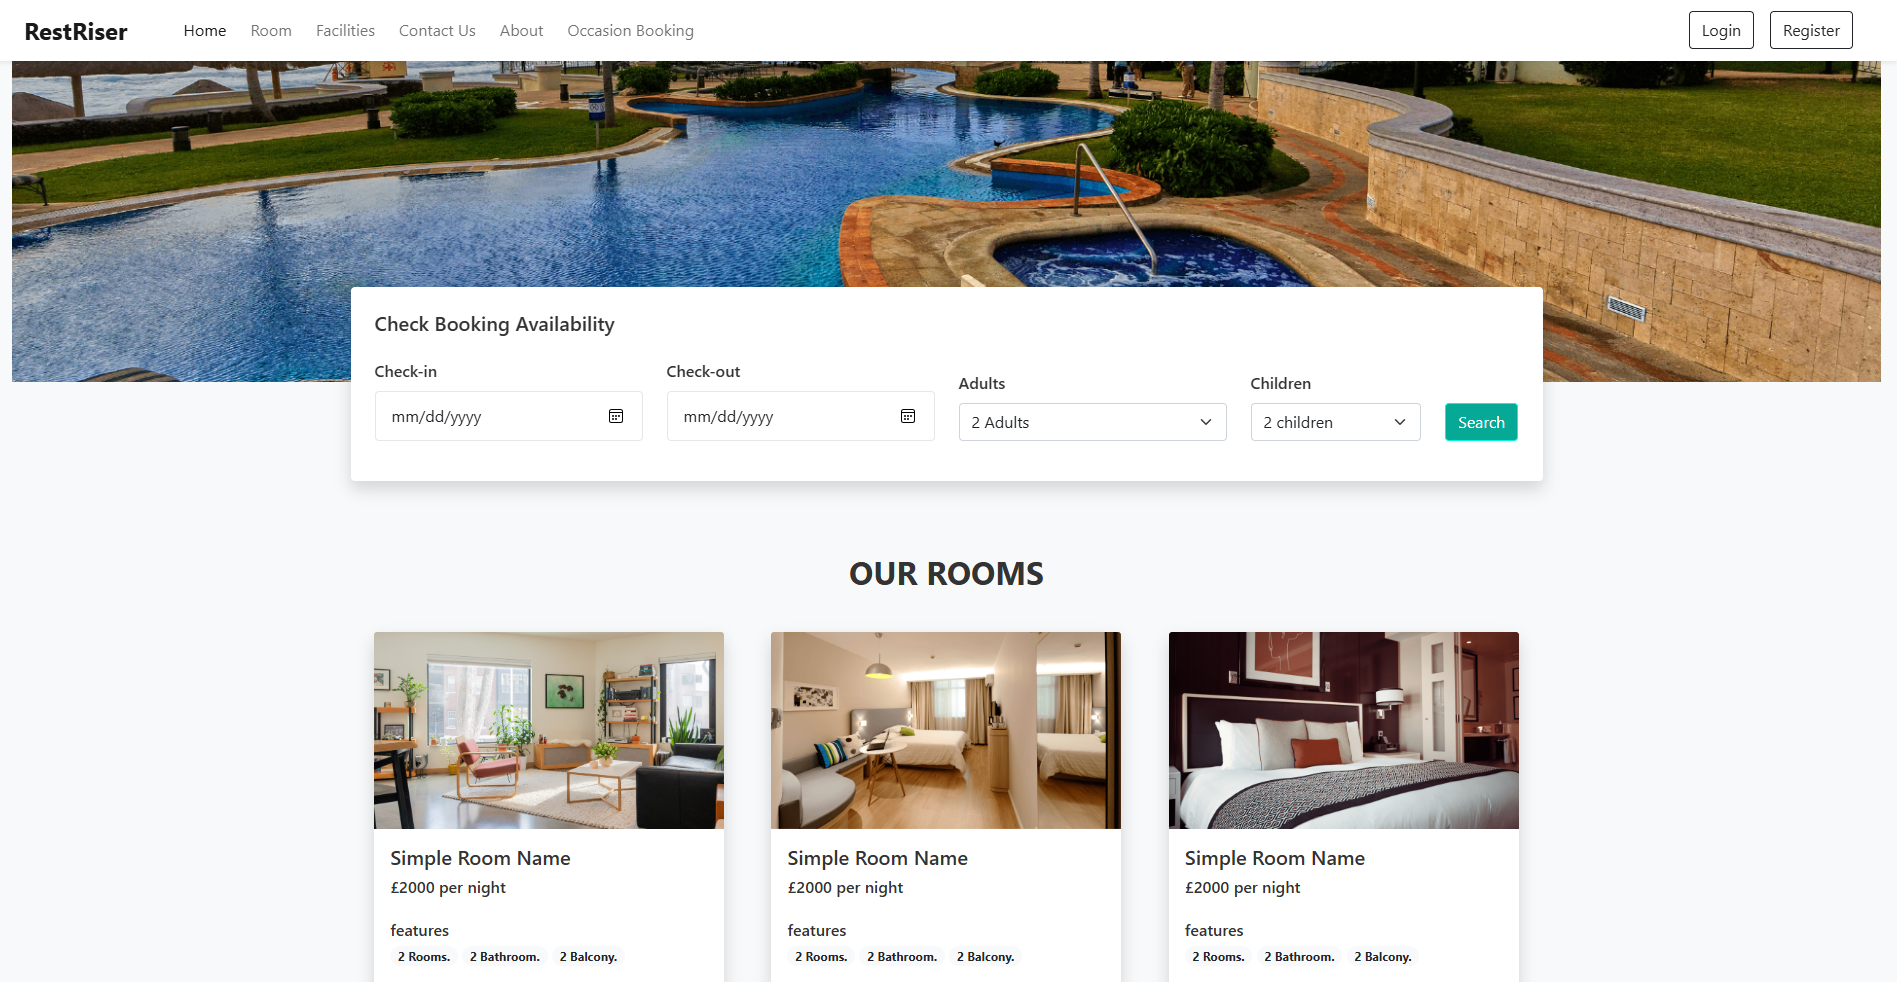 RestRiser Home Room Facilities Contact Us About Occasion Booking Login Register
Check Booking Availability
Check-in Check-out Adults Children
mm/dd/yyyy mm/dd/yyyy 2 Adults 2 children Search
OUR ROOMS
Simple Room Name Simple Room Name Simple Room Name
£2000 per night £2000 per night £2000 per night
features features features
2 Rooms. 2 Bathroom. 2 Balcony. 2 Rooms. 2 Bathroom. 2 Balcony. 2 Rooms. 2 Bathroom. 2 Balcony.